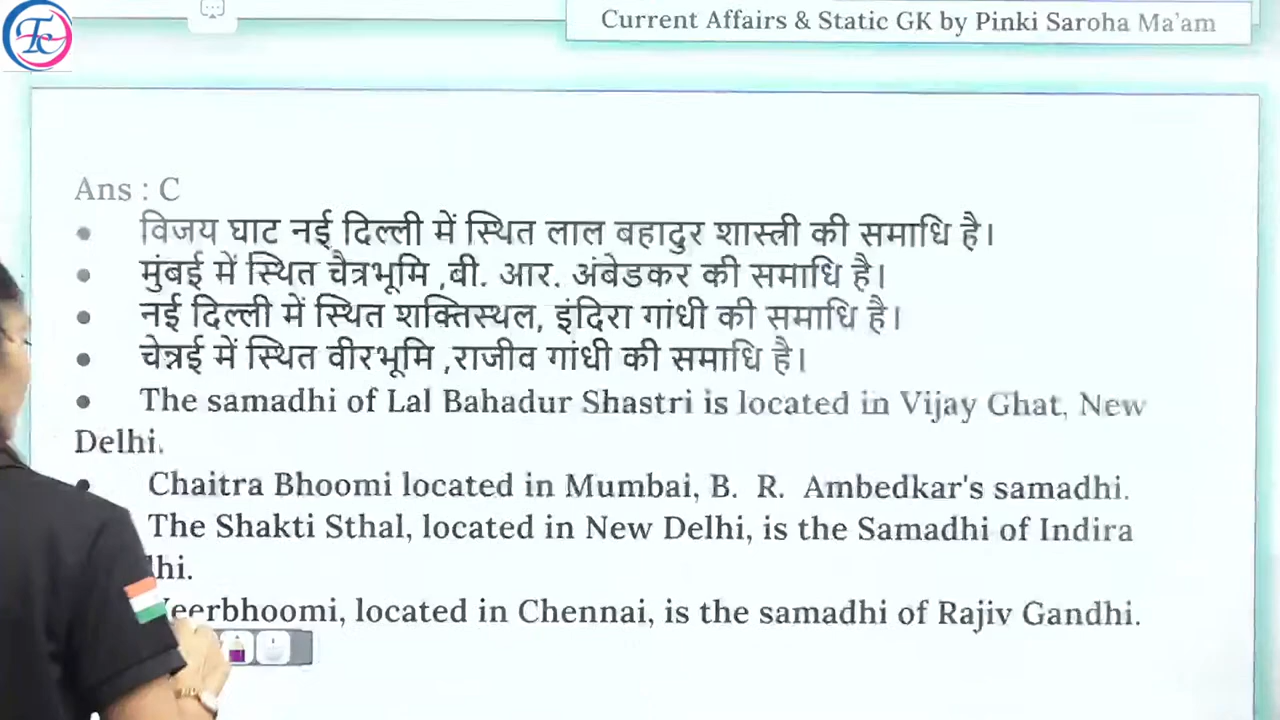 Current Affairs & Static GK by Pinki Saroha Ma'am
Ans : C
• विजय घाट नई दिल्ली में स्थित लाल बहादुर शास्त्री की समाधि है।
• मुंबई में स्थित चैत्रभूमि ,बी. आर. अंबेडकर की समाधि है।
• नई दिल्ली में स्थित शक्तिस्थल, इंदिरा गांधी की समाधि है।
• चेन्नई में स्थित वीरभूमि ,राजीव गांधी की समाधि है।
• The samadhi of Lal Bahadur Shastri is located in Vijay Ghat, New
Delhi.
• Chaitra Bhoomi located in Mumbai, B. R. Ambedkar's samadhi.
The Shakti Sthal, located in New Delhi, is the Samadhi of Indira
located in Chennai, is the samadhi of Rajiv Gandhi.